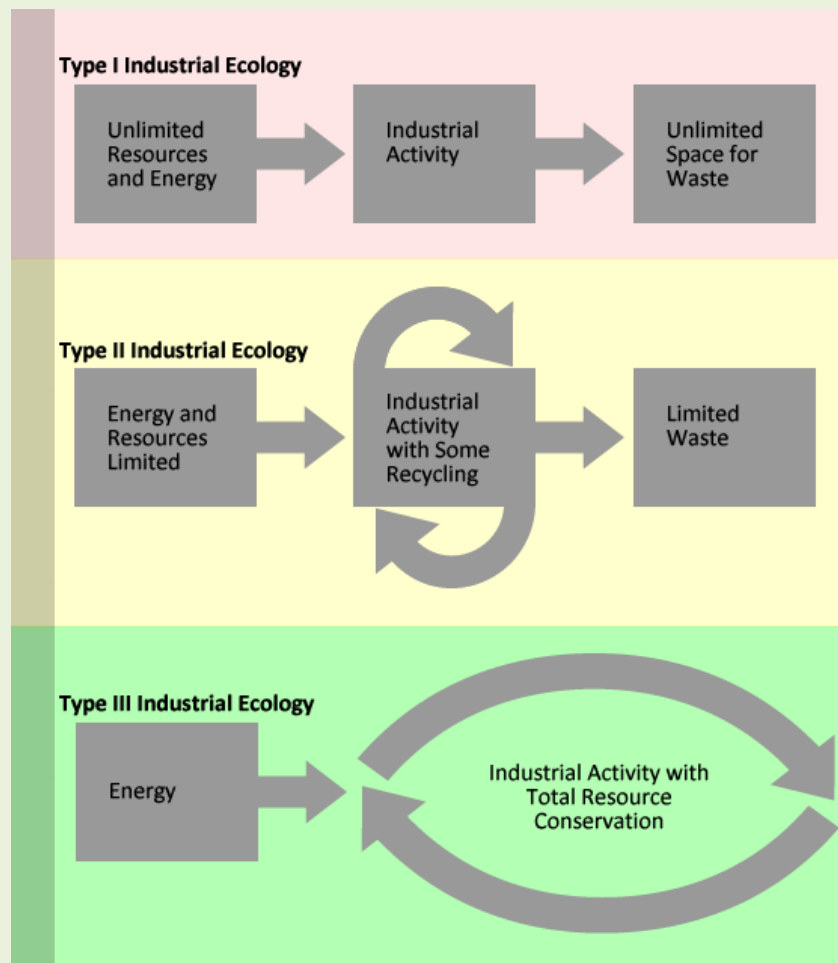 Type I Industrial Ecology
Unlimited
Resources
and Energy
Industrial
Activity
Unlimited
Space for
Waste
Type II Industrial Ecology
Energy and
Resources
Limited
Industrial
Activity
with Some
Recycling
Limited
Waste
Type III Industrial Ecology
Energy
Industrial Activity with
Total Resource
Conservation